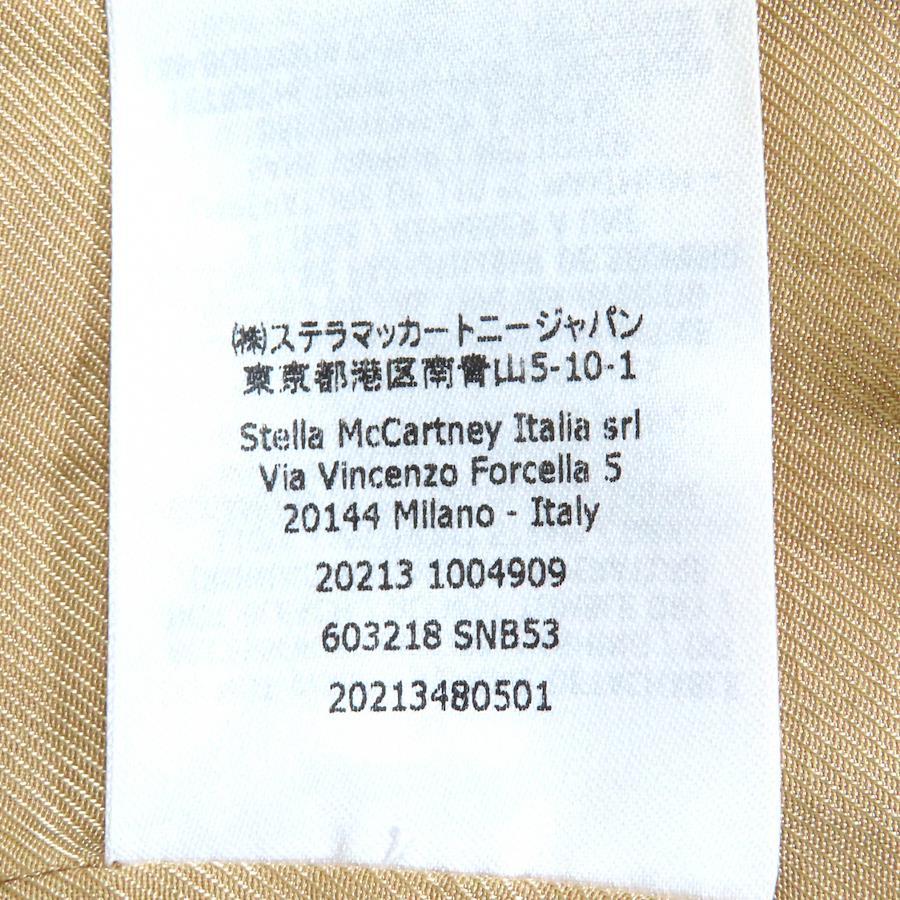 ㈱ステラマッカートニージャパン
東京都港区南青山5-10-1
Stella McCartney Italia srl
Via Vincenzo Forcella 5
20144 Milano - Italy
20213 1004909
603218 SNB53
20213480501